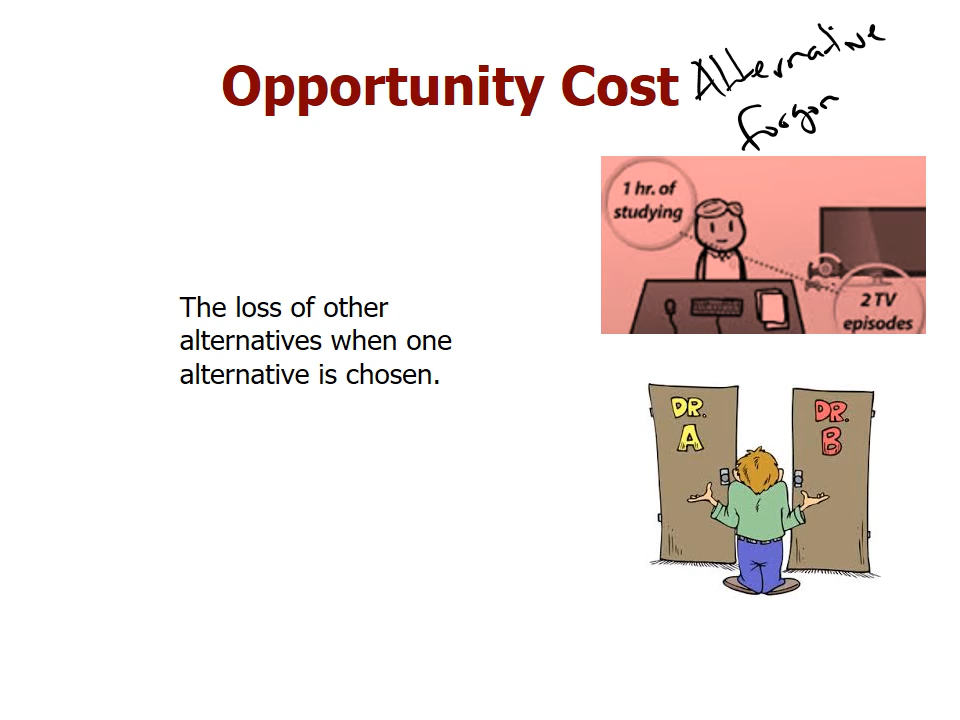 Opportunity Cost
Alternative
forgon
1 hr. of
studying
2 TV
episodes
The loss of other
alternatives when one
alternative is chosen.
DR.
A
DR.
B